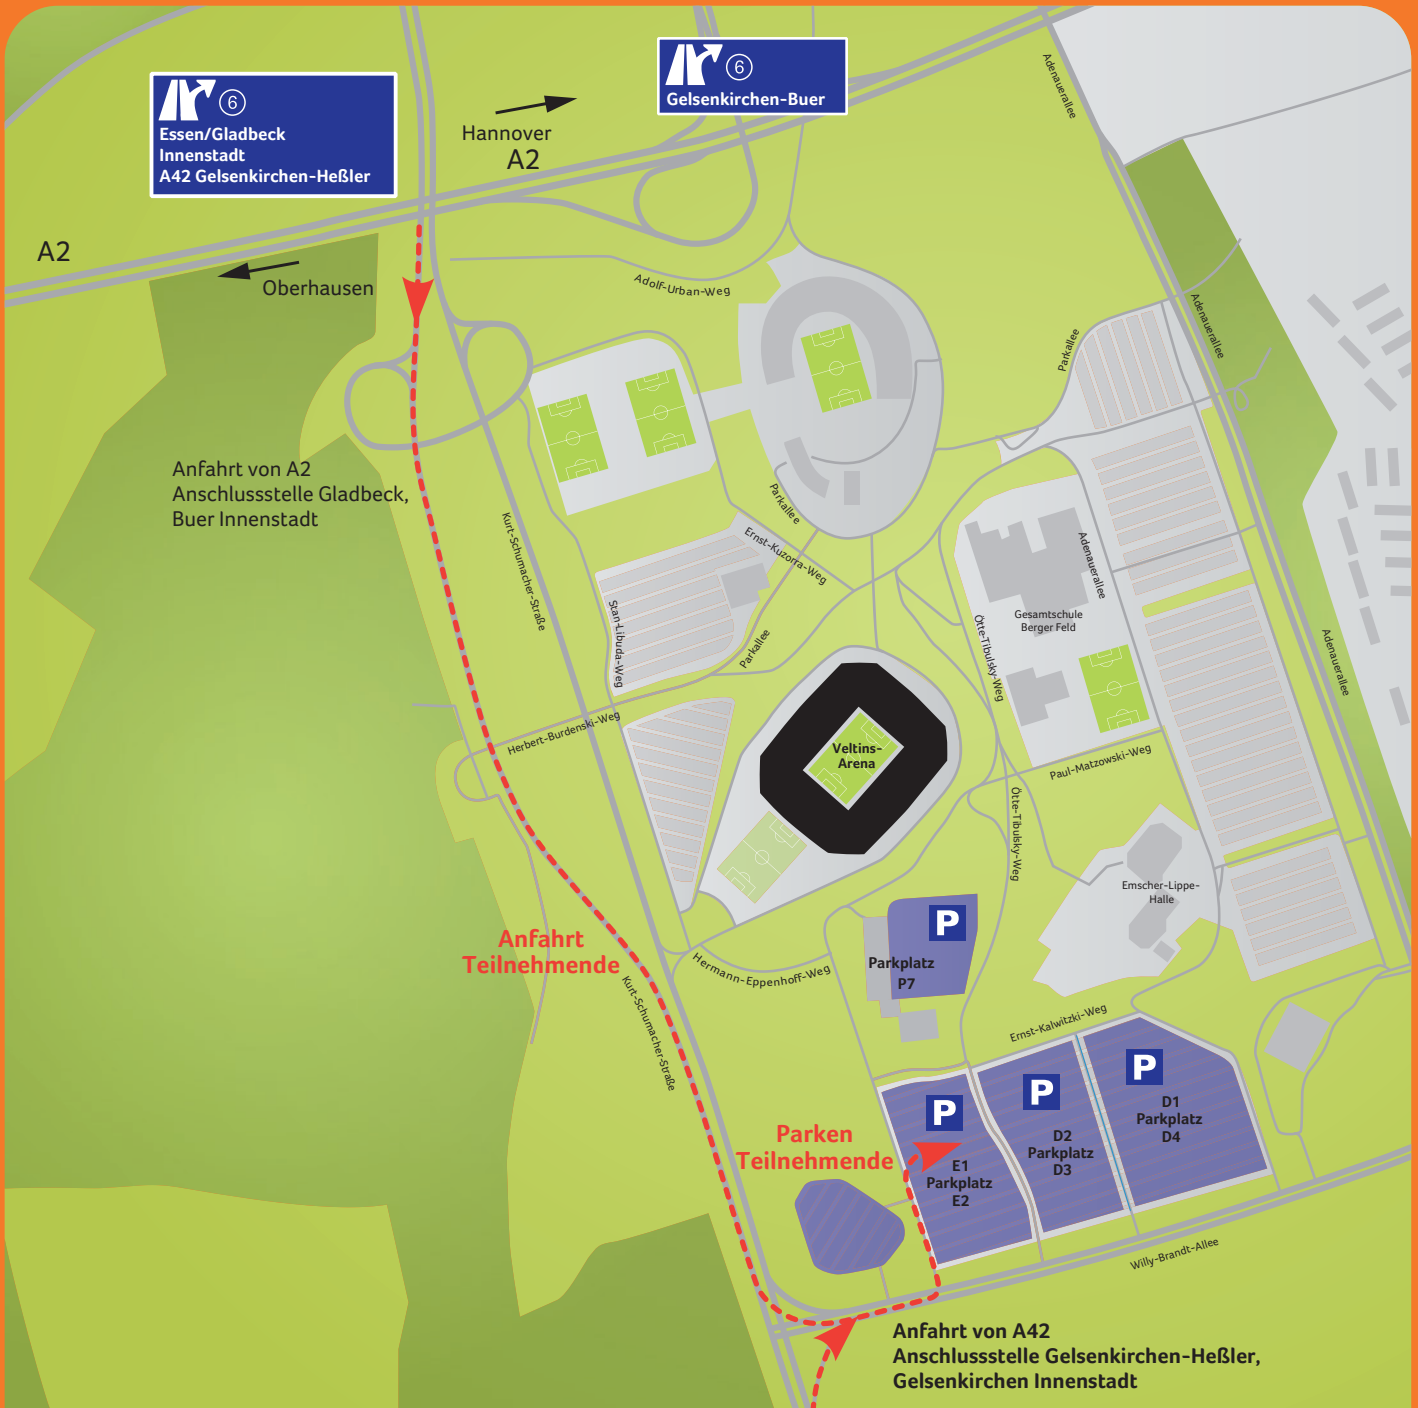 6
Essen/Gladbeck
Innenstadt
A42 Gelsenkirchen-Heßler
6
Gelsenkirchen-Buer
Hannover
A2
A2
Oberhausen
Adenauerallee
Adolf-Urban-Weg
Adenauerallee
Parkallee
Anfahrt von A2
Anschlussstelle Gladbeck,
Buer Innenstadt
Parkallee
Kurt-Schumacher-Straße
Ernst-Kuzorra-Weg
Adenauerallee
Stan-Libuda-Weg
Parkallee
Gesamtschule
Berger Feld
Ötte-Tibulsky-Weg
Adenauerallee
Herbert-Burdenski-Weg
Veltins-
Arena
Paul-Matzowski-Weg
Ötte-Tibulsky-Weg
Emscher-Lippe-
Halle
Anfahrt
Teilnehmende
P
Parkplatz
P7
Hermann-Eppenhoff-Weg
Kurt-Schumacher-Straße
Ernst-Kalwitzki-Weg
P
P
P
D1
Parkplatz
D4
D2
Parkplatz
D3
E1
Parkplatz
E2
Parken
Teilnehmende
Willy-Brandt-Allee
Anfahrt von A42
Anschlussstelle Gelsenkirchen-Heßler,
Gelsenkirchen Innenstadt